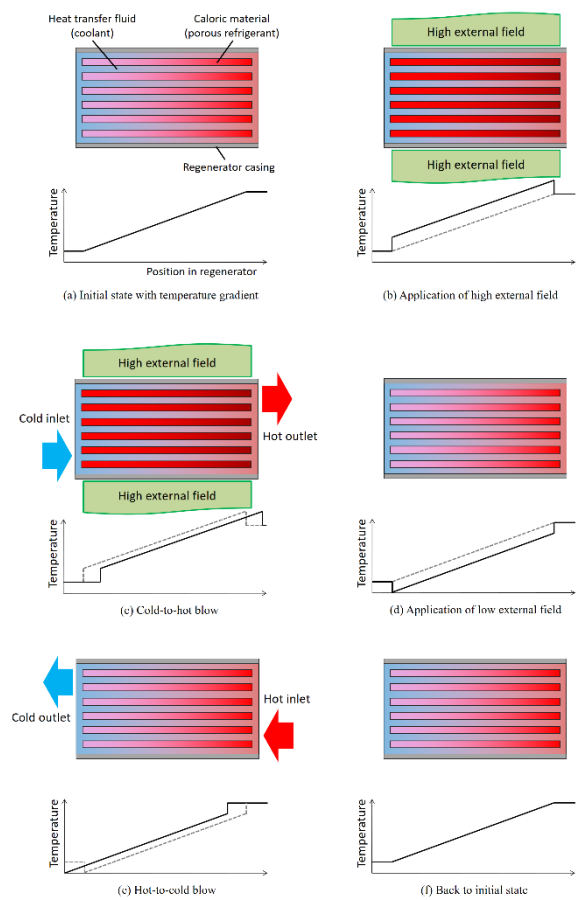 Heat transfer fluid
(coolant)
Caloric material
(porous refrigerant)
Regenerator casing
Temperature
Position in regenerator
(a) Initial state with temperature gradient
High external field
High external field
Temperature
(b) Application of high external field
High external field
Cold inlet
Hot outlet
High external field
Temperature
(c) Cold-to-hot blow
Temperature
(d) Application of low external field
Cold outlet
Hot inlet
Temperature
(e) Hot-to-cold blow
Temperature
(f) Back to initial state